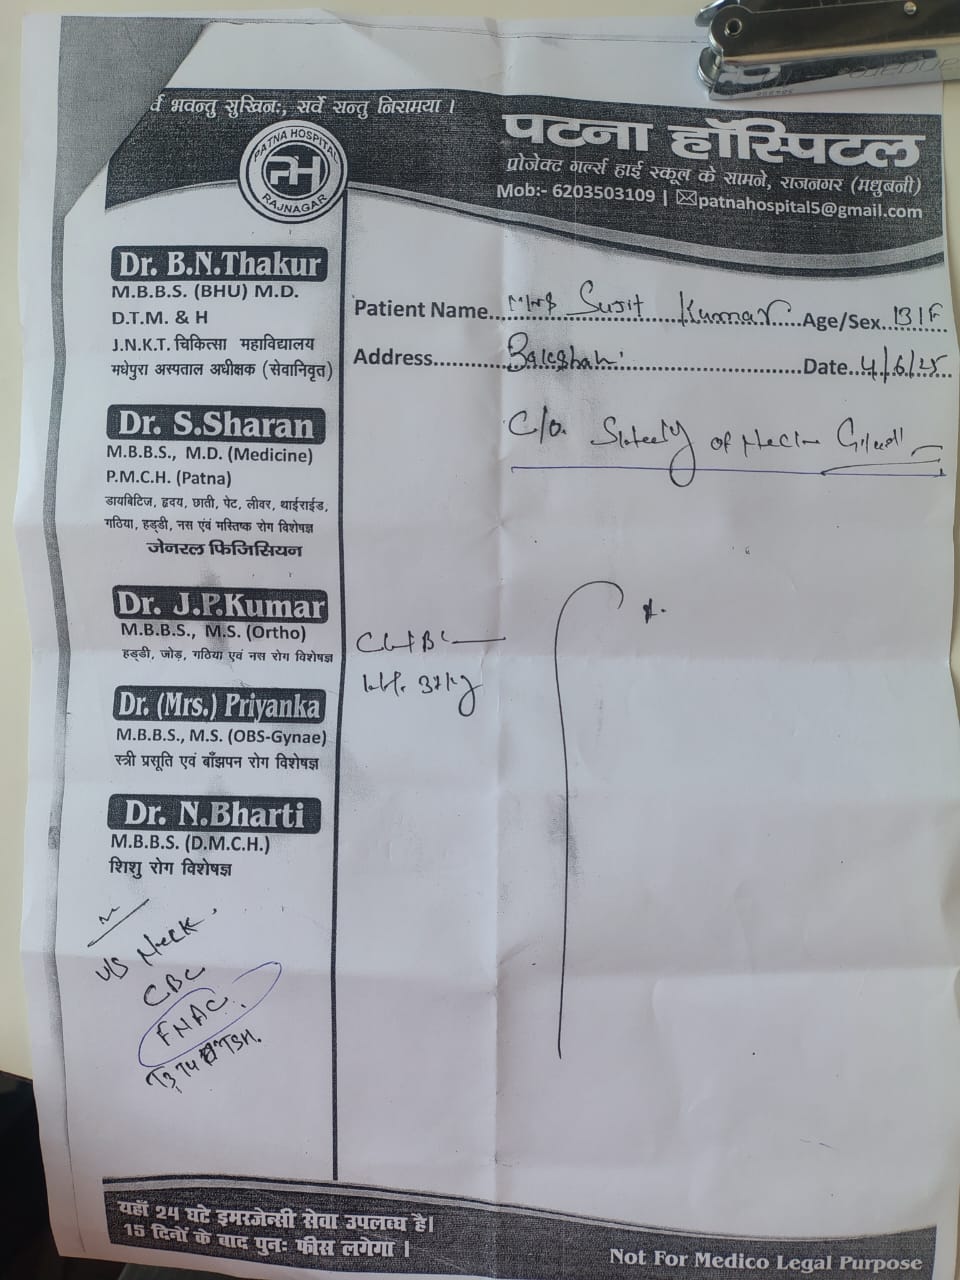 र्व भवन्तु सुखिनः, सर्वे सन्तु निरामया ।
PATNA HOSPITAL
PH
RAJNAGAR
पटना हॉस्पिटल
प्रोजेक्ट गर्ल्स हाई स्कूल के सामने, राजनगर (मधुबनी)
Mob:- 6203503109 | patnahospital5@gmail.com
Dr. B.N.Thakur
M.B.B.S. (BHU) M.D.
D.T.M. & H
J.N.K.T. चिकित्सा महाविद्यालय
मधेपुरा अस्पताल अधीक्षक (सेवानिवृत)
Patient Name Sujit Kumar Age/Sex
Address Date 4/6/25
C/o. of
Dr. S.Sharan
M.B.B.S., M.D. (Medicine)
P.M.C.H. (Patna)
डायबिटिज, हृदय, छाती, पेट, लीवर, थाईराईड,
गठिया, हड्डी, नस एवं मस्तिष्क रोग विशेषज्ञ
जेनरल फिजिसियन
Dr. J.P.Kumar
M.B.B.S., M.S. (Ortho)
हड्डी, जोड़, गठिया एवं नस रोग विशेषज्ञ
Dr. (Mrs.) Priyanka
M.B.B.S., M.S. (OBS-Gynae)
स्त्री प्रसूति एवं बाँझपन रोग विशेषज्ञ
Dr. N.Bharti
M.B.B.S. (D.M.C.H.)
शिशु रोग विशेषज्ञ
U/S Neck.
CBC
FNAC.
T3 T4 TSH.
यहाँ 24 घंटे इमरजेन्सी सेवा उपलब्ध है।
15 दिनों के बाद पुनः फीस लगेगा ।
Not For Medico Legal Purpose